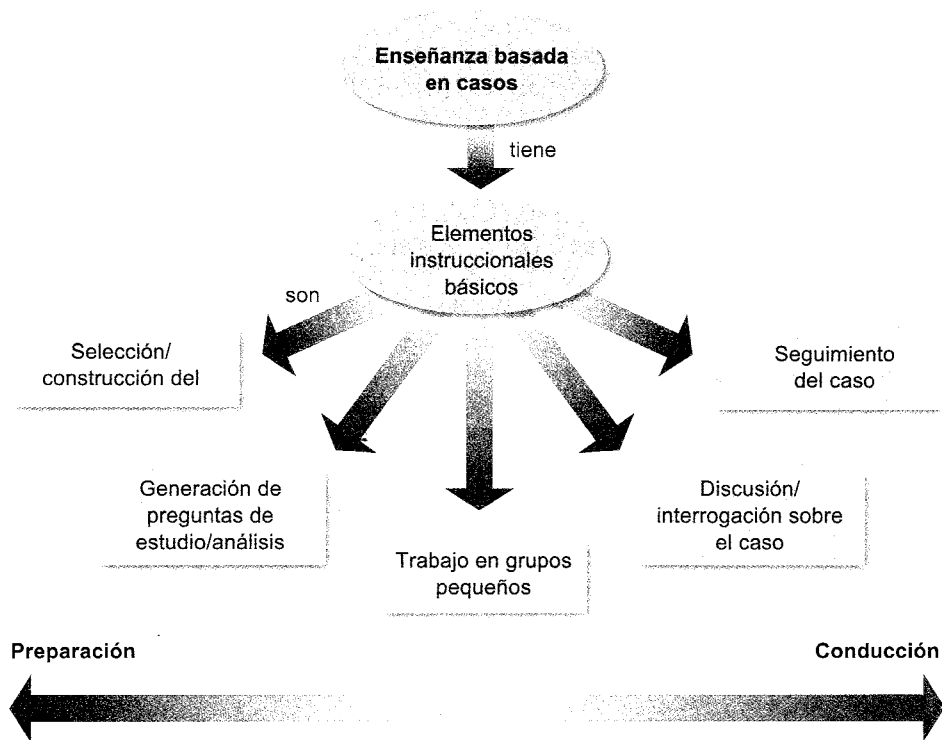 Enseñanza basada
en casos
tiene
Elementos
instruccionales
básicos
son
Selección/
construcción del
Generación de
preguntas de
estudio/análisis
Trabajo en grupos
pequeños
Discusión/
interrogación sobre
el caso
Seguimiento
del caso
Preparación
Conducción